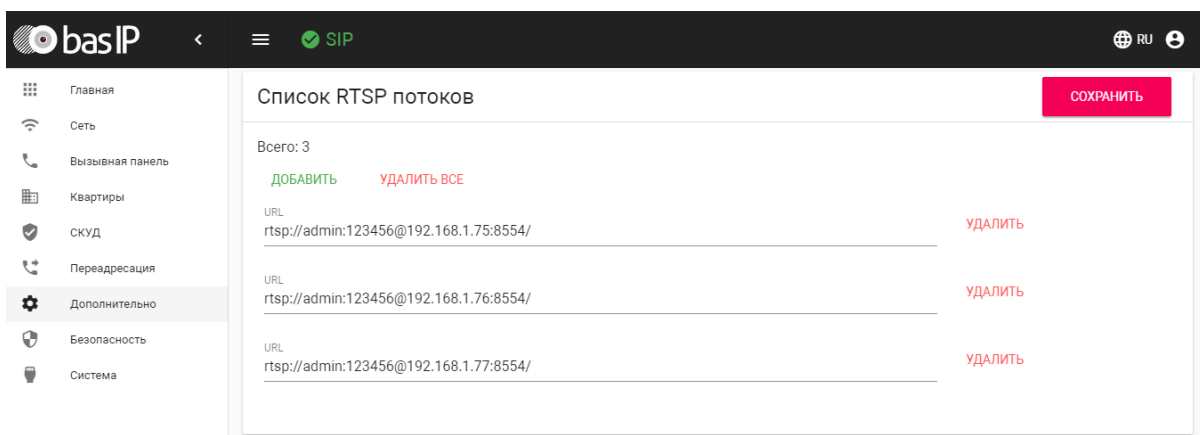 bas IP
SIP
RU
Главная
Сеть
Вызывная панель
Квартиры
СКУД
Переадресация
Дополнительно
Безопасность
Система
Список RTSP потоков
СОХРАНИТЬ
Всего: 3
ДОБАВИТЬ УДАЛИТЬ ВСЕ
URL
rtsp://admin:123456@192.168.1.75:8554/
УДАЛИТЬ
URL
rtsp://admin:123456@192.168.1.76:8554/
УДАЛИТЬ
URL
rtsp://admin:123456@192.168.1.77:8554/
УДАЛИТЬ